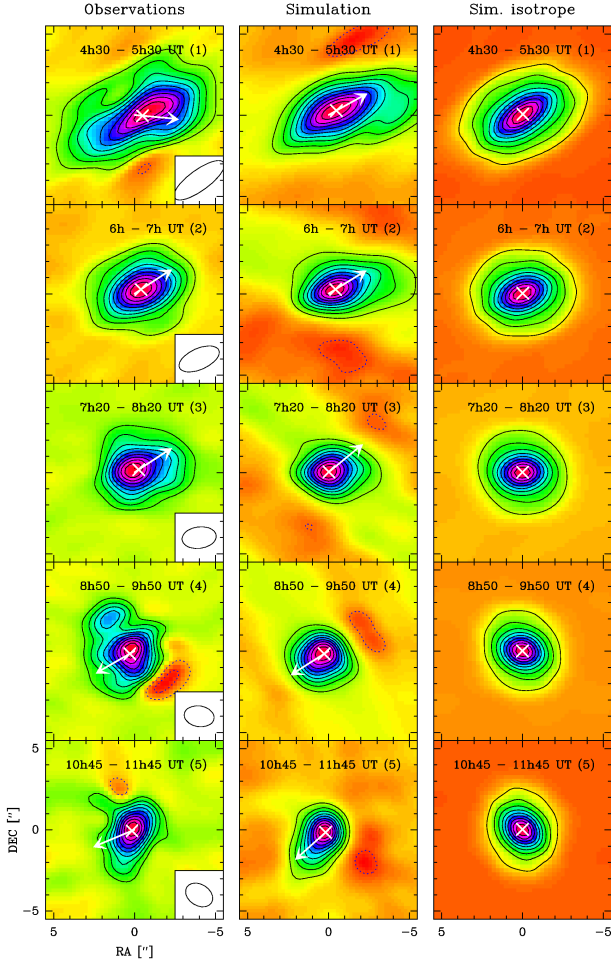 Observations Simulation Sim. isotrope
4h30 – 5h30 UT (1) 4h30 – 5h30 UT (1) 4h30 – 5h30 UT (1)
6h – 7h UT (2) 6h – 7h UT (2) 6h – 7h UT (2)
7h20 – 8h20 UT (3) 7h20 – 8h20 UT (3) 7h20 – 8h20 UT (3)
8h50 – 9h50 UT (4) 8h50 – 9h50 UT (4) 8h50 – 9h50 UT (4)
5
10h45 – 11h45 UT (5) 10h45 – 11h45 UT (5) 10h45 – 11h45 UT (5)
0
DEC ["]
−5
5 0 −5 5 0 −5 5 0 −5
RA ["]